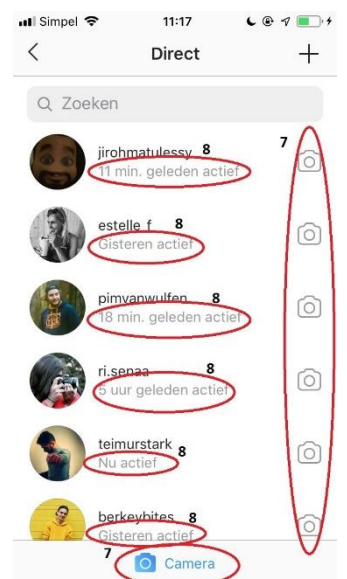 Simpel 11:17
Direct
Zoeken
jirohmatulessy 8 7
11 min. geleden actief
estelle_f 8
Gisteren actief
pimvanwulfen 8
18 min. geleden actief
ri.senaa 8
5 uur geleden actief
teimurstark
Nu actief 8
berkeybites 8
Gisteren actief
7 Camera